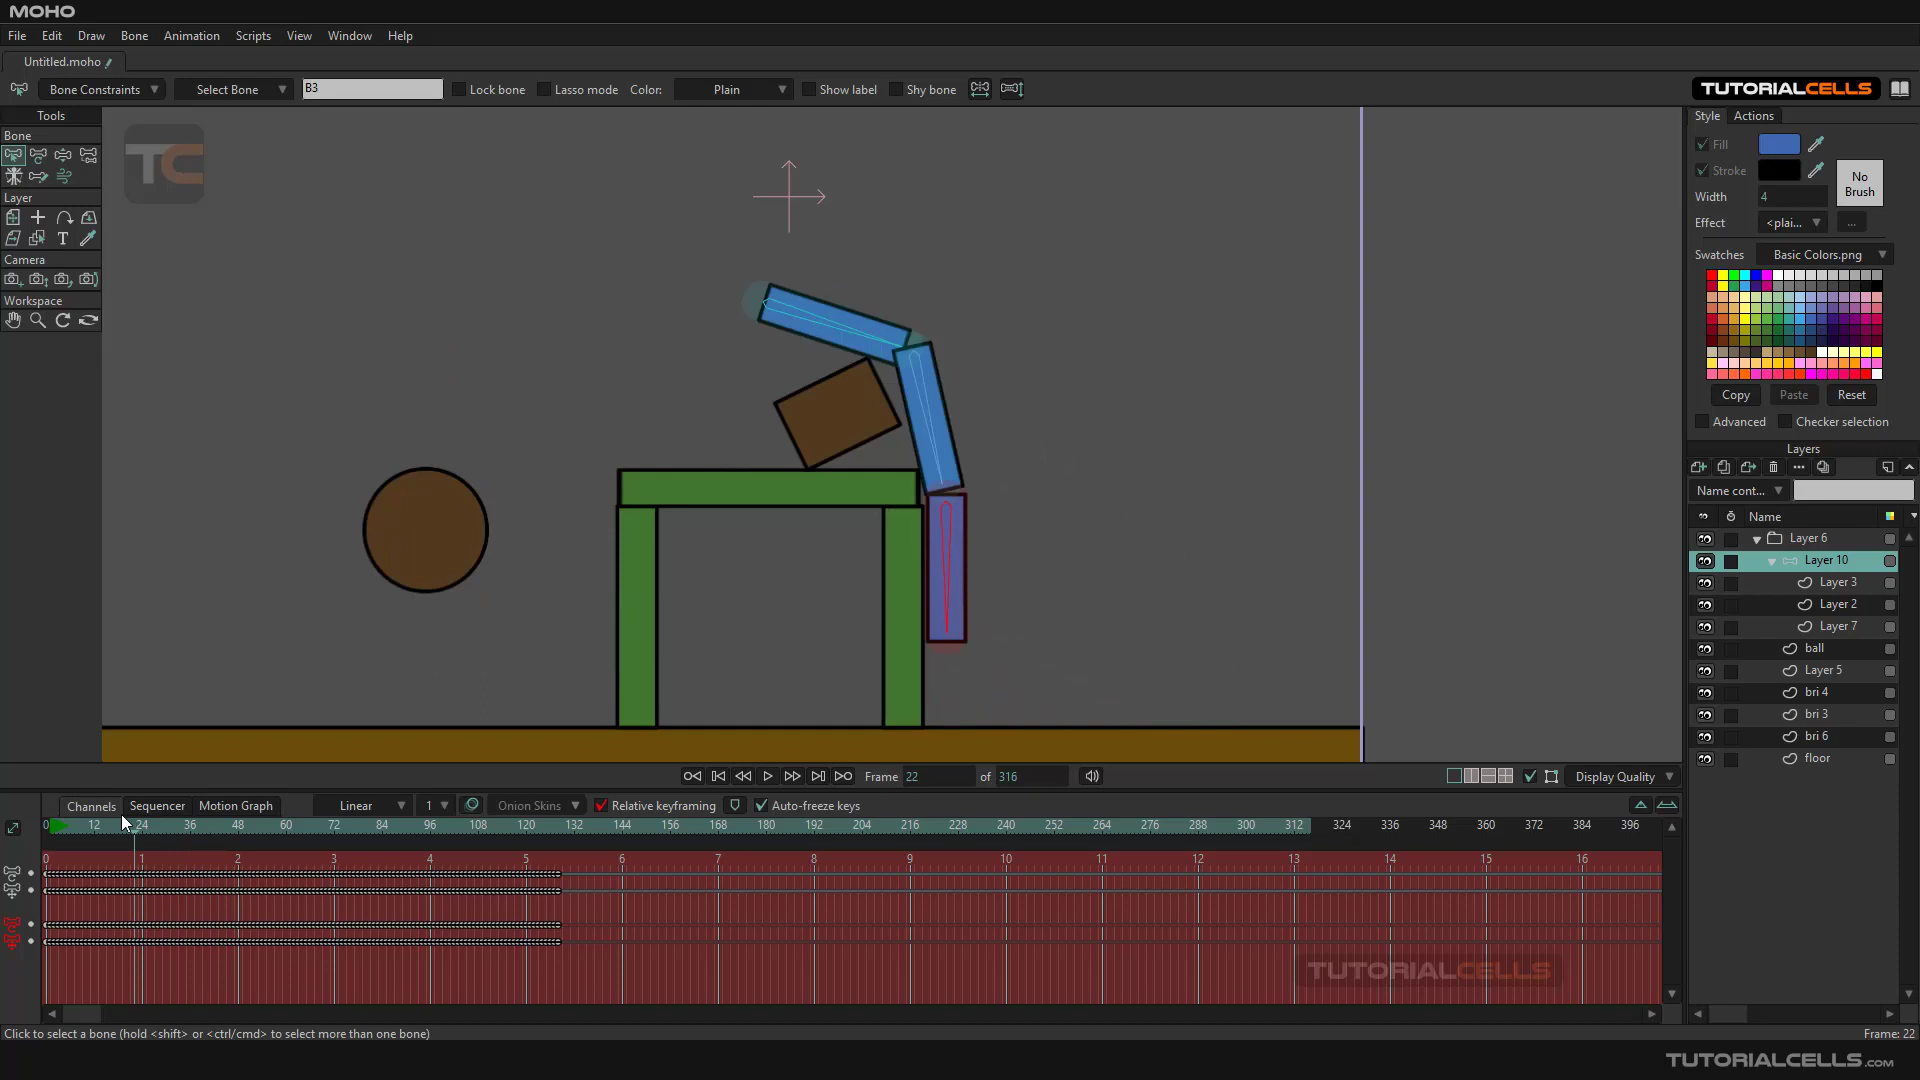 MOHO
File Edit Draw Bone Animation Scripts View Window Help
Untitled.moho
Bone Constraints Select Bone B3 Lock bone Lasso mode Color: Plain Show label Shy bone TUTORIALCELLS
Tools
Bone
Layer
T
Camera
Workspace
TC
Style Actions
Fill
Stroke
No Brush
Width 4
Effect <plai... ...
Swatches Basic Colors.png
Copy Paste Reset
Advanced Checker selection
Layers
Name cont...
Name
Layer 6
Layer 10
Layer 3
Layer 2
Layer 7
ball
Layer 5
bri 4
bri 3
bri 6
floor
Frame 22 of 316 Display Quality
Channels Sequencer Motion Graph Linear 1 Onion Skins Relative keyframing Auto-freeze keys
0 12 24 36 48 60 72 84 96 108 120 132 144 156 168 180 192 204 216 228 240 252 264 276 288 300 312 324 336 348 360 372 384 396
0 1 2 3 4 5 6 7 8 9 10 11 12 13 14 15 16
TUTORIALCELLS
Click to select a bone (hold <shift> or <ctrl/cmd> to select more than one bone) Frame: 22
TUTORIALCELLS.com